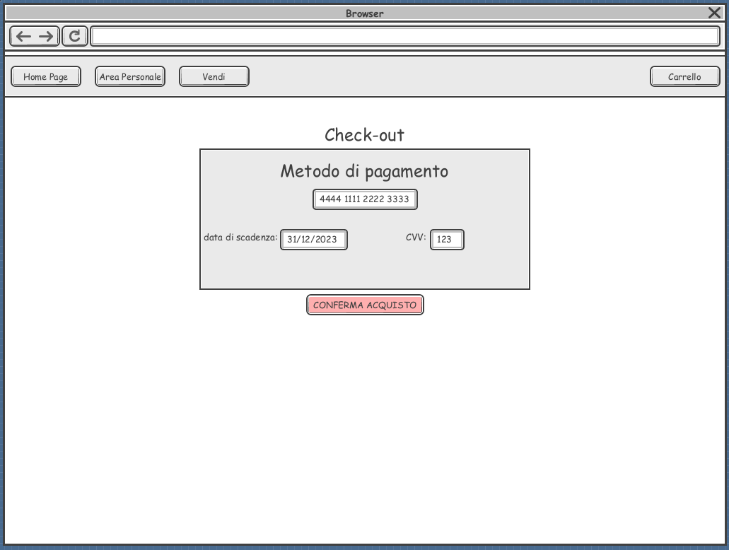 Browser
Home Page Area Personale Vendi Carrello
Check-out
Metodo di pagamento
4444 1111 2222 3333
data di scadenza: 31/12/2023 CVV: 123
CONFERMA ACQUISTO